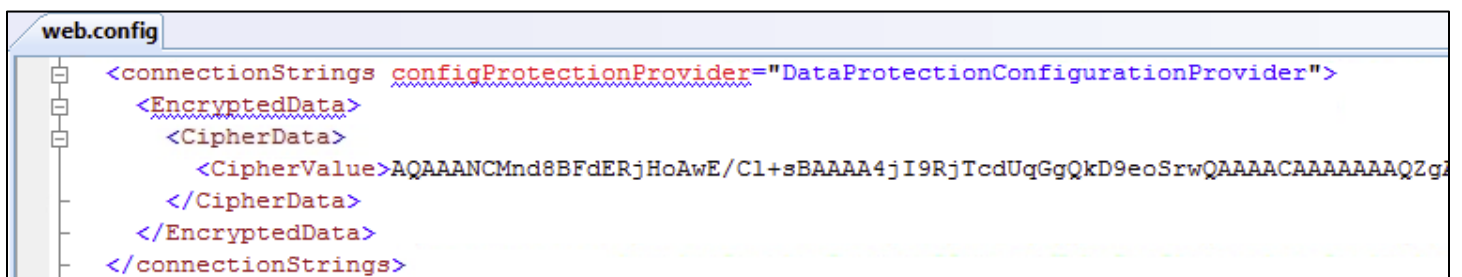 web.config
<connectionStrings configProtectionProvider="DataProtectionConfigurationProvider">
<EncryptedData>
<CipherData>
<CipherValue>AQAAANCMnd8BFdERjHoAwE/Cl+sBAAAA4jI9RjTcdUqGgQkD9eoSrwQAAAACAAAAAAAQZgA
</CipherData>
</EncryptedData>
</connectionStrings>